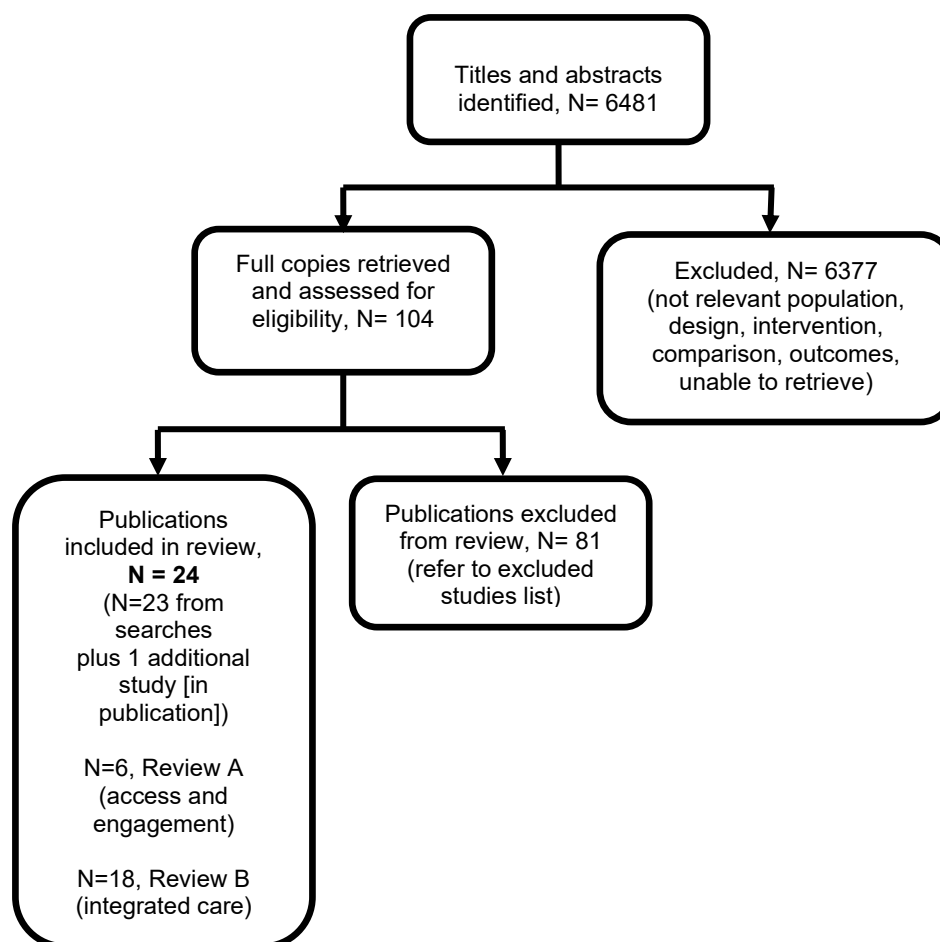 Titles and abstracts
identified, N= 6481
Full copies retrieved
and assessed for
eligibility, N= 104
Excluded, N= 6377
(not relevant population,
design, intervention,
comparison, outcomes,
unable to retrieve)
Publications
included in review,
N = 24
(N=23 from
searches
plus 1 additional
study [in
publication])
N=6, Review A
(access and
engagement)
N=18, Review B
(integrated care)
Publications excluded
from review, N= 81
(refer to excluded
studies list)